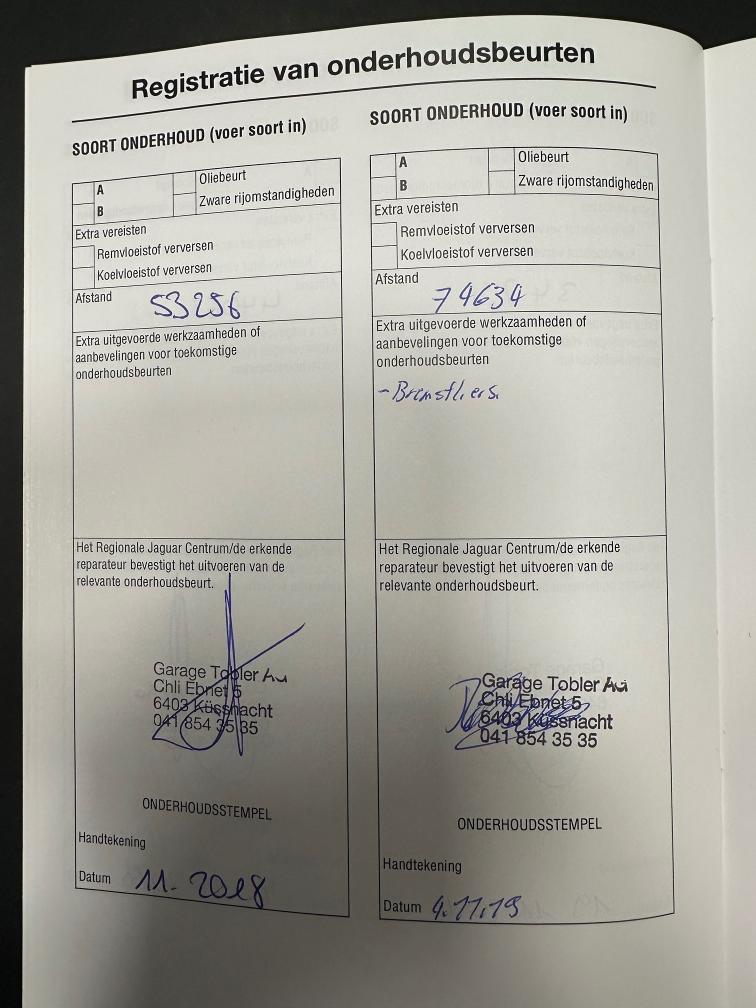 Registratie van onderhoudsbeurten
SOORT ONDERHOUD (voer soort in)
A
B
Oliebeurt
Zware rijomstandigheden
Extra vereisten
Remvloeistof verversen
Koelvloeistof verversen
Afstand 53256
Extra uitgevoerde werkzaamheden of
aanbevelingen voor toekomstige
onderhoudsbeurten
Het Regionale Jaguar Centrum/de erkende
reparateur bevestigt het uitvoeren van de
relevante onderhoudsbeurt.
Garage Tobler
Chli Ebnet 5
6403 Küssnacht
041 854 35 35
ONDERHOUDSSTEMPEL
Handtekening
Datum 11. 2018
SOORT ONDERHOUD (voer soort in)
A
B
Oliebeurt
Zware rijomstandigheden
Extra vereisten
Remvloeistof verversen
Koelvloeistof verversen
Afstand 74634
Extra uitgevoerde werkzaamheden of
aanbevelingen voor toekomstige
onderhoudsbeurten
Het Regionale Jaguar Centrum/de erkende
reparateur bevestigt het uitvoeren van de
relevante onderhoudsbeurt.
Garage Tobler
Chli Ebnet 5
6403 Küssnacht
041 854 35 35
ONDERHOUDSSTEMPEL
Handtekening
Datum 4.11.19